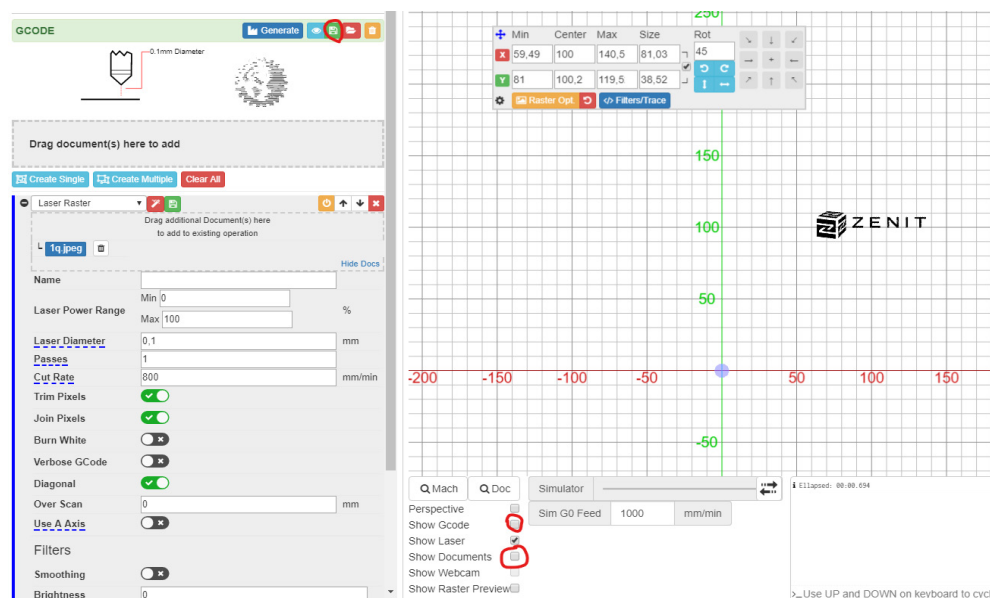 GCODE
Generate
0.1mm Diameter
Drag document(s) here to add
Create Single
Create Multiple
Clear All
Laser Raster
Drag additional Document(s) here
to add to existing operation
1q.jpeg
Hide Docs
Name
Laser Power Range
Min 0
Max 100
%
Laser Diameter 0,1 mm
Passes 1
Cut Rate 800 mm/min
Trim Pixels
Join Pixels
Burn White
Verbose GCode
Diagonal
Over Scan 0 mm
Use A Axis
Filters
Smoothing
Brightness 0
250
Min Center Max Size Rot
X 59,49 100 140,5 81,03 45
Y 81 100,2 119,5 38,52
Raster Opt. Filters/Trace
150
100
ZENIT
50
-200 -150 -100 -50 50 100 150
-50
Mach Doc Simulator
Perspective
Show Gcode
Sim G0 Feed 1000 mm/min
Show Laser
Show Documents
Show Webcam
Show Raster Preview
Ellapsed: 00:00.694
>_Use UP and DOWN on keyboard to cycl